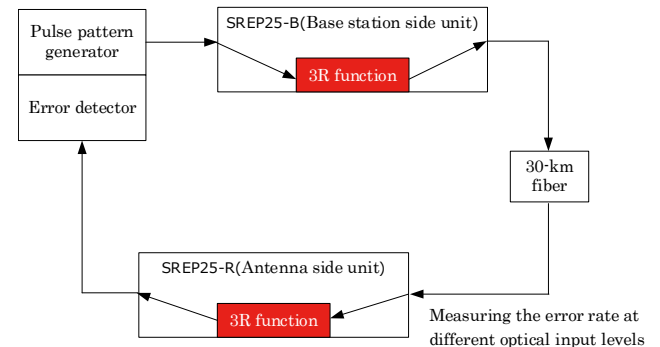 Pulse pattern
generator
Error detector
SREP25-B(Base station side unit)
3R function
30-km
fiber
SREP25-R(Antenna side unit)
3R function
Measuring the error rate at
different optical input levels